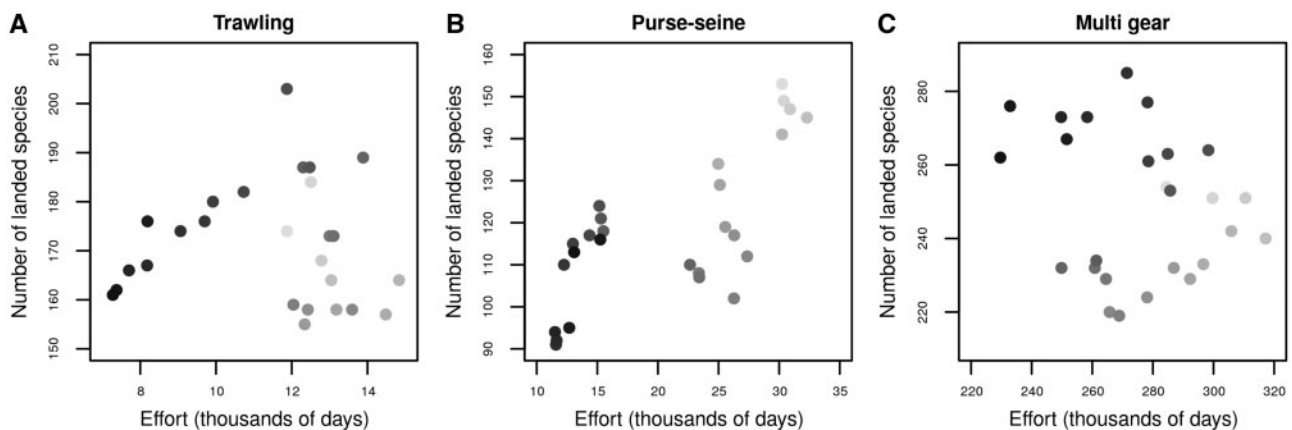 A Trawling
Number of landed species
210
200
190
180
170
160
150
8 10 12 14
Effort (thousands of days)
B Purse-seine
Number of landed species
160
150
140
130
120
110
100
90
10 15 20 25 30 35
Effort (thousands of days)
C Multi gear
Number of landed species
280
260
240
220
220 240 260 280 300 320
Effort (thousands of days)